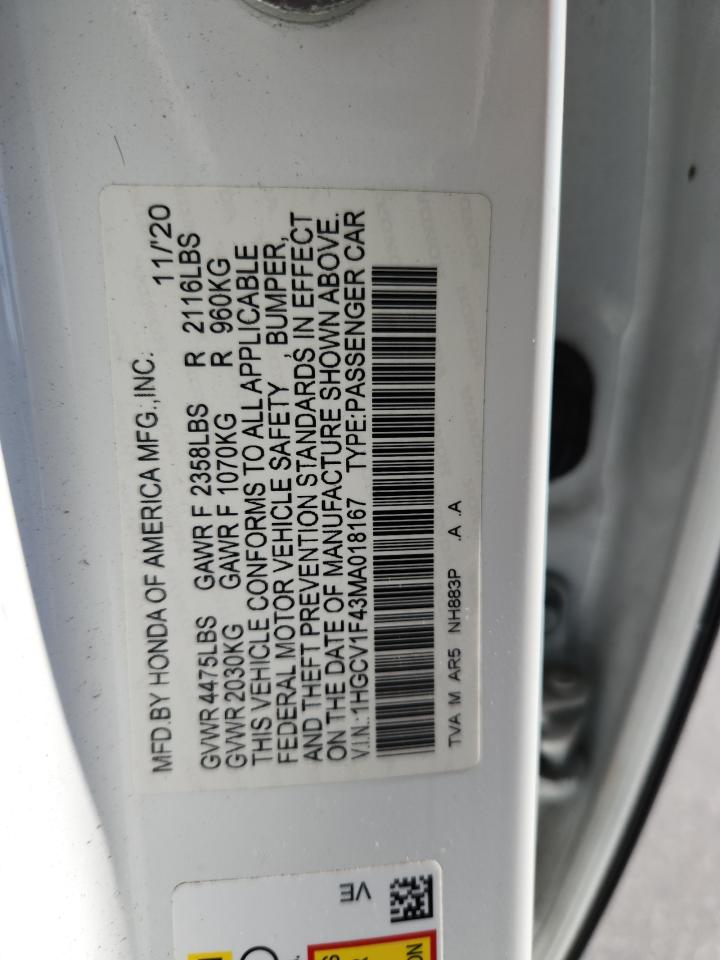 MFD.BY HONDA OF AMERICA MFG.,INC. 11/'20
GVWR 4475LBS GAWR F 2358LBS R 2116LBS
GVWR 2030KG GAWR F 1070KG R 960KG
THIS VEHICLE CONFORMS TO ALL APPLICABLE
FEDERAL MOTOR VEHICLE SAFETY , BUMPER,
AND THEFT PREVENTION STANDARDS IN EFFECT
ON THE DATE OF MANUFACTURE SHOWN ABOVE.
V.I.N.:1HGCV1F43MA018167 TYPE:PASSENGER CAR
TVA M AR5 NH883P .A .A
VE